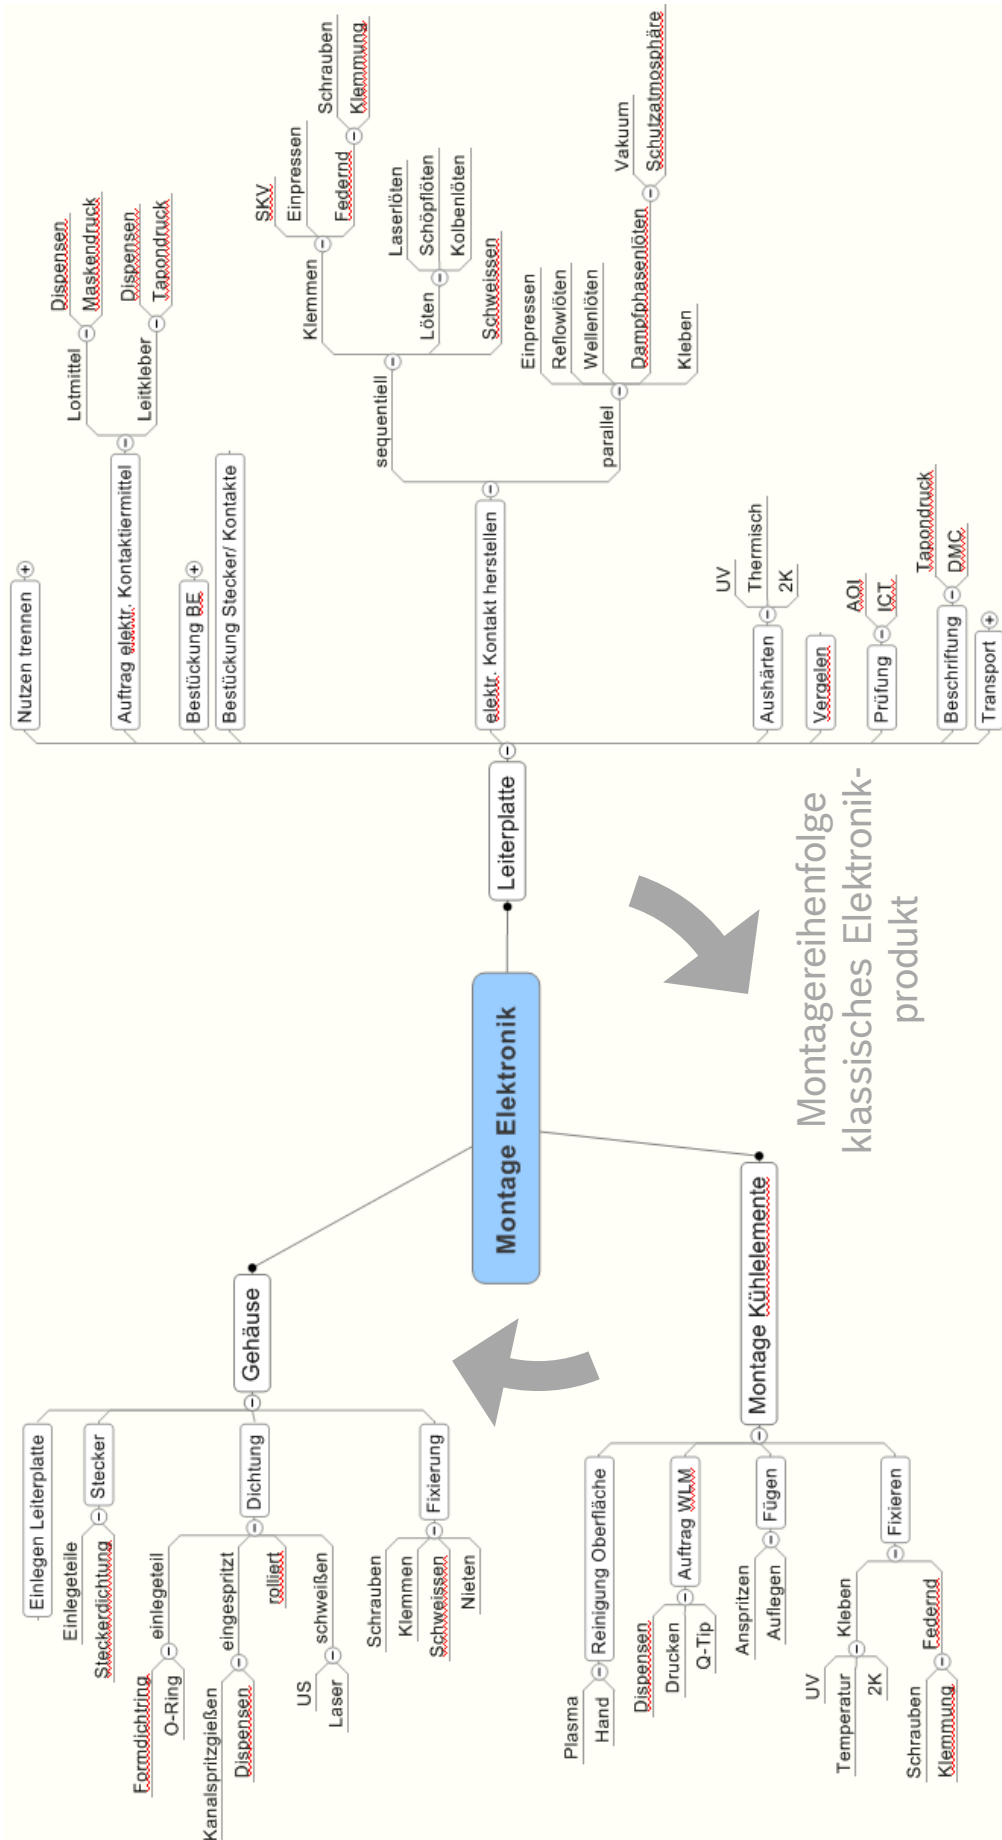 Montage Elektronik
Montagereihenfolge
klassisches Elektronik-
produkt
Leiterplatte
Nutzen trennen
Auftrag elektr. Kontaktiermittel
Lotmittel
Dispensen
Maskendruck
Leitkleber
Dispensen
Tapondruck
Bestückung BE
Bestückung Stecker/ Kontakte
elektr. Kontakt herstellen
sequentiell
Klemmen
SKV
Einpressen
Federnd
Schrauben
Klemmung
Löten
Laserlöten
Schöpflöten
Kolbenlöten
Schweissen
parallel
Einpressen
Reflowlöten
Wellenlöten
Dampfphasenlöten
Vakuum
Schutzatmosphäre
Kleben
Aushärten
UV
Thermisch
2K
Vergelen
Prüfung
AOI
ICT
Beschriftung
Tapondruck
DMC
Transport
Montage Kühlelemente
Reinigung Oberfläche
Plasma
Hand
Auftrag WLM
Dispensen
Drucken
Q-Tip
Fügen
Anspritzen
Auflegen
Fixieren
Kleben
UV
Temperatur
2K
Federnd
Schrauben
Klemmung
Gehäuse
Einlegen Leiterplatte
Stecker
Einlegeteile
Steckerdichtung
Dichtung
einlegeteil
Formdichtring
O-Ring
eingespritzt
Kanalspritzgießen
Dispensen
rolliert
schweißen
US
Laser
Fixierung
Schrauben
Klemmen
Schweissen
Nieten